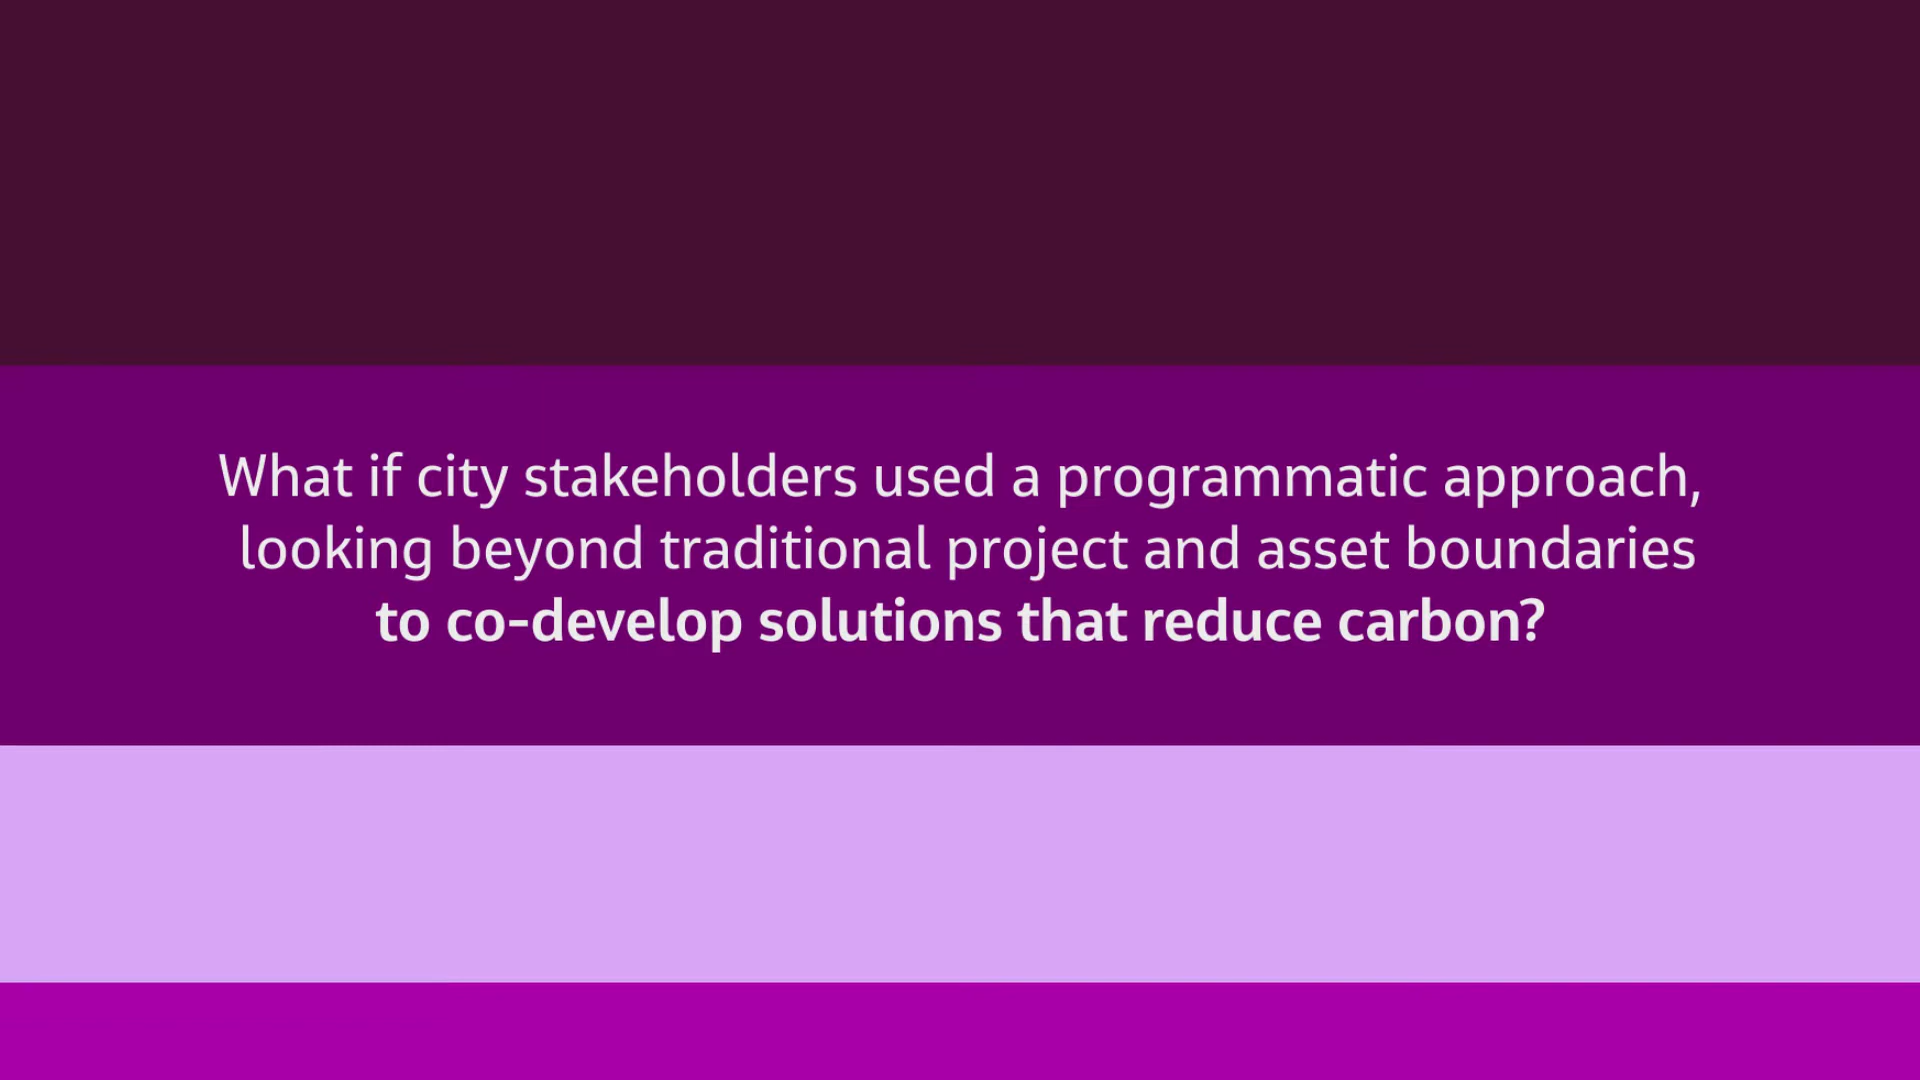 What if city stakeholders used a programmatic approach,
looking beyond traditional project and asset boundaries
to co-develop solutions that reduce carbon?